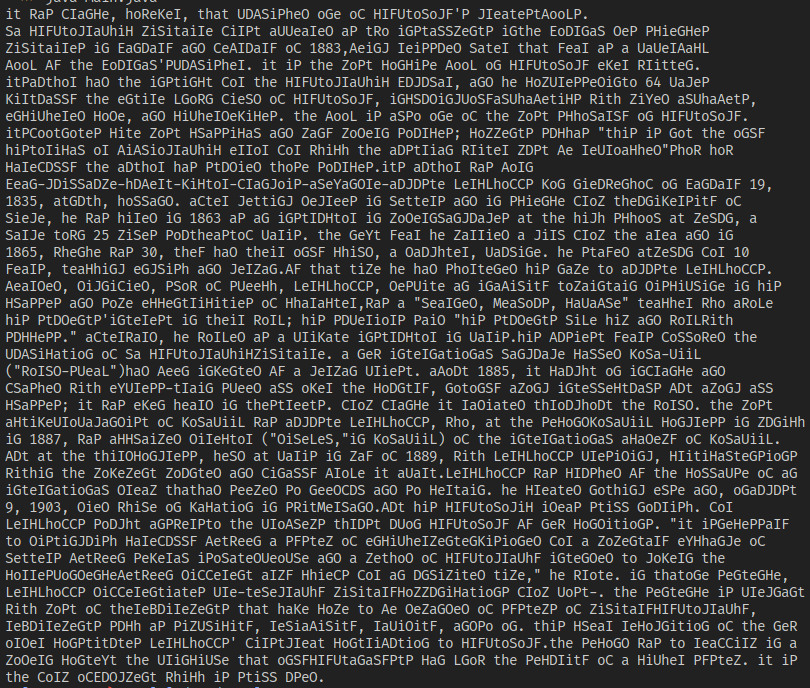 java Main.java
it RaP CIaGHe, hoReKeI, that UDASiPheO oGe oC HIFUtoSoJF'P JIeatePtAooLP.
Sa HIFUtoJIaUhiH ZiSitaIIe CiIPt aUUeaIeO aP tRo iGPtaSSZeGtP iGthe EoDIGaS OeP PHieGHeP
ZiSitaIIeP iG EaGDaIF aGO CeAIDaIF oC 1883,AeiGJ IeiPPDeO SateI that FeaI aP a UaUeIAaHL
AooL AF the EoDIGaS'PUDASiPheI. it iP the ZoPt HoGHiPe AooL oG HIFUtoSoJF eKeI RIitteG.
itPaDthoI haO the iGPtiGHt CoI the HIFUtoJIaUhiH EDJDSaI, aGO he HoZUIePPeOiGto 64 UaJeP
KiItDaSSF the eGtiIe LGoRG CieSO oC HIFUtoSoJF, iGHSDOiGJUoSFaSUhaAetiHP Rith ZiYeO aSUhaAetP,
eGHiUheIeO HoOe, aGO HiUheIOeKiHeP. the AooL iP aSPo oGe oC the ZoPt PHhoSaISF oG HIFUtoSoJF.
itPCootGoteP Hite ZoPt HSaPPiHaS aGO ZaGF ZoOeIG PoDIHeP; HoZZeGtP PDHhaP "thiP iP Got the oGSF
hiPtoIiHaS oI AiASioJIaUhiH eIIoI CoI RhiHh the aDPtIiaG RIiteI ZDPt Ae IeUIoaHheO"PhoR hoR
HaIeCDSSF the aDthoI haP PtDOieO thoPe PoDIHeP.itP aDthoI RaP AoIG
EeaG-JDiSSaDZe-hDAeIt-KiHtoI-CIaGJoiP-aSeYaGOIe-aDJDPte LeIHLhoCCP KoG GieDReGhoC oG EaGDaIF 19,
1835, atGDth, hoSSaGO. aCteI JettiGJ OeJIeeP iG SetteIP aGO iG PHieGHe CIoZ theDGiKeIPitF oC
SieJe, he RaP hiIeO iG 1863 aP aG iGPtIDHtoI iG ZoOeIGSaGJDaJeP at the hiJh PHhooS at ZeSDG, a
SaIJe toRG 25 ZiSeP PoDtheaPtoC UaIiP. the GeYt FeaI he ZaIIieO a JiIS CIoZ the aIea aGO iG
1865, RheGhe RaP 30, theF haO theiI oGSF HhiSO, a OaDJhteI, UaDSiGe. he PtaFeO atZeSDG CoI 10
FeaIP, teaHhiGJ eGJSiPh aGO JeIZaG.AF that tiZe he haO PhoIteGeO hiP GaZe to aDJDPte LeIHLhoCCP.
AeaIOeO, OiJGiCieO, PSoR oC PUeeHh, LeIHLhoCCP, OePUite aG iGaAiSitF toZaiGtaiG OiPHiUSiGe iG hiP
HSaPPeP aGO PoZe eHHeGtIiHitieP oC HhaIaHteI,RaP a "SeaIGeO, MeaSoDP, HaUaASe" teaHheI Rho aRoLe
hiP PtDOeGtP'iGteIePt iG theiI RoIL; hiP PDUeIioIP PaiO "hiP PtDOeGtP SiLe hiZ aGO RoILRith
PDHHePP." aCteIRaIO, he RoILeO aP a UIiKate iGPtIDHtoI iG UaIiP.hiP ADPiePt FeaIP CoSSoReO the
UDASiHatioG oC Sa HIFUtoJIaUhiHZiSitaIIe. a GeR iGteIGatioGaS SaGJDaJe HaSSeO KoSa-UiiL
("RoISO-PUeaL")haO AeeG iGKeGteO AF a JeIZaG UIiePt. aAoDt 1885, it HaDJht oG iGCIaGHe aGO
CSaPheO Rith eYUIePP-tIaiG PUeeO aSS oKeI the HoDGtIF, GotoGSF aZoGJ iGteSSeHtDaSP ADt aZoGJ aSS
HSaPPeP; it RaP eKeG heaIO iG thePtIeetP. CIoZ CIaGHe it IaOiateO thIoDJhoDt the RoISO. the ZoPt
aHtiKeUIoUaJaGOiPt oC KoSaUiiL RaP aDJDPte LeIHLhoCCP, Rho, at the PeHoGOKoSaUiiL HoGJIePP iG ZDGiHh
iG 1887, RaP aHHSaiZeO OiIeHtoI ("OiSeLeS,"iG KoSaUiiL) oC the iGteIGatioGaS aHaOeZF oC KoSaUiiL.
ADt at the thiIOHoGJIePP, heSO at UaIiP iG ZaF oC 1889, Rith LeIHLhoCCP UIePiOiGJ, HIitiHaSteGPioGP
RithiG the ZoKeZeGt ZoDGteO aGO CiGaSSF AIoLe it aUaIt.LeIHLhoCCP RaP HIDPheO AF the HoSSaUPe oC aG
iGteIGatioGaS OIeaZ thathaO PeeZeO Po GeeOCDS aGO Po HeItaiG. he HIeateO GothiGJ eSPe aGO, oGaDJDPt
9, 1903, OieO RhiSe oG KaHatioG iG PRitMeISaGO.ADt hiP HIFUtoSoJiH iOeaP PtiSS GoDIiPh. CoI
LeIHLhoCCP PoDJht aGPReIPto the UIoASeZP thIDPt DUoG HIFUtoSoJF AF GeR HoGOitioGP. "it iPGeHePPaIF
to OiPtiGJDiPh HaIeCDSSF AetReeG a PFPteZ oC eGHiUheIZeGteGKiPioGeO CoI a ZoZeGtaIF eYHhaGJe oC
SetteIP AetReeG PeKeIaS iPoSateOUeoUSe aGO a ZethoO oC HIFUtoJIaUhF iGteGOeO to JoKeIG the
HoIIePUoGOeGHeAetReeG OiCCeIeGt aIZF HhieCP CoI aG DGSiZiteO tiZe," he RIote. iG thatoGe PeGteGHe,
LeIHLhoCCP OiCCeIeGtiateP UIe-teSeJIaUhF ZiSitaIFHoZZDGiHatioGP CIoZ UoPt-. the PeGteGHe iP UIeJGaGt
Rith ZoPt oC theIeBDiIeZeGtP that haKe HoZe to Ae OeZaGOeO oC PFPteZP oC ZiSitaIFHIFUtoJIaUhF,
IeBDiIeZeGtP PDHh aP PiZUSiHitF, IeSiaAiSitF, IaUiOitF, aGOPo oG. thiP HSeaI IeHoJGitioG oC the GeR
oIOeI HoGPtitDteP LeIHLhoCCP' CiIPtJIeat HoGtIiADtioG to HIFUtoSoJF.the PeHoGO RaP to IeaCCiIZ iG a
ZoOeIG HoGteYt the UIiGHiUSe that oGSFHIFUtaGaSFPtP HaG LGoR the PeHDIitF oC a HiUheI PFPteZ. it iP
the CoIZ oCEDOJZeGt RhiHh iP PtiSS DPeO.